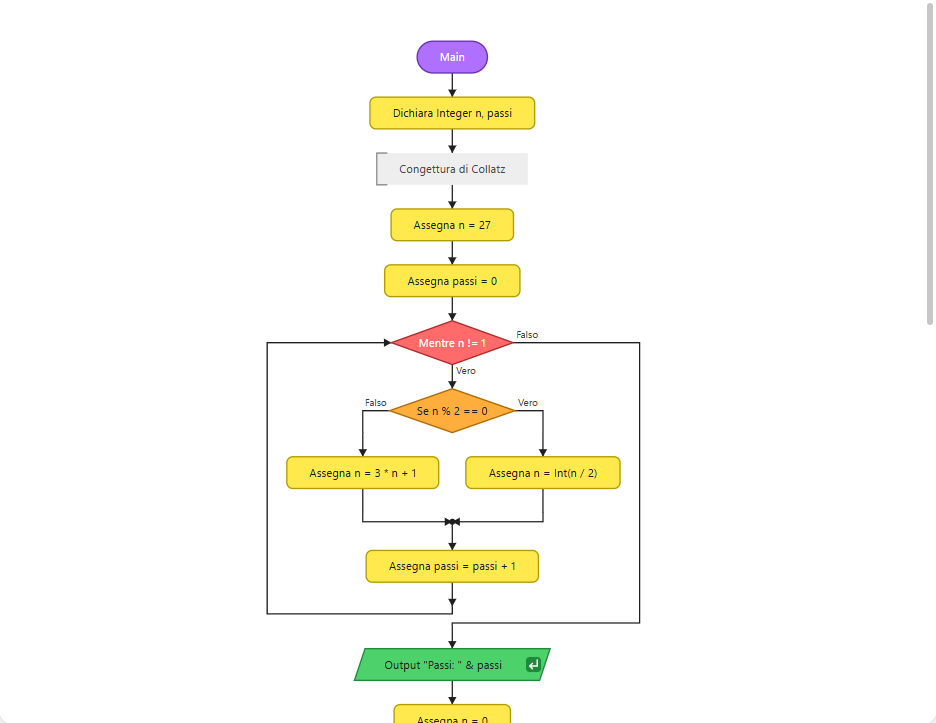 Main
Dichiara Integer n, passi
Congettura di Collatz
Assegna n = 27
Assegna passi = 0
Mentre n != 1
Falso
Vero
Se n % 2 == 0
Falso
Vero
Assegna n = 3 * n + 1
Assegna n = Int(n / 2)
Assegna passi = passi + 1
Output "Passi: " & passi
Assegna n = 0